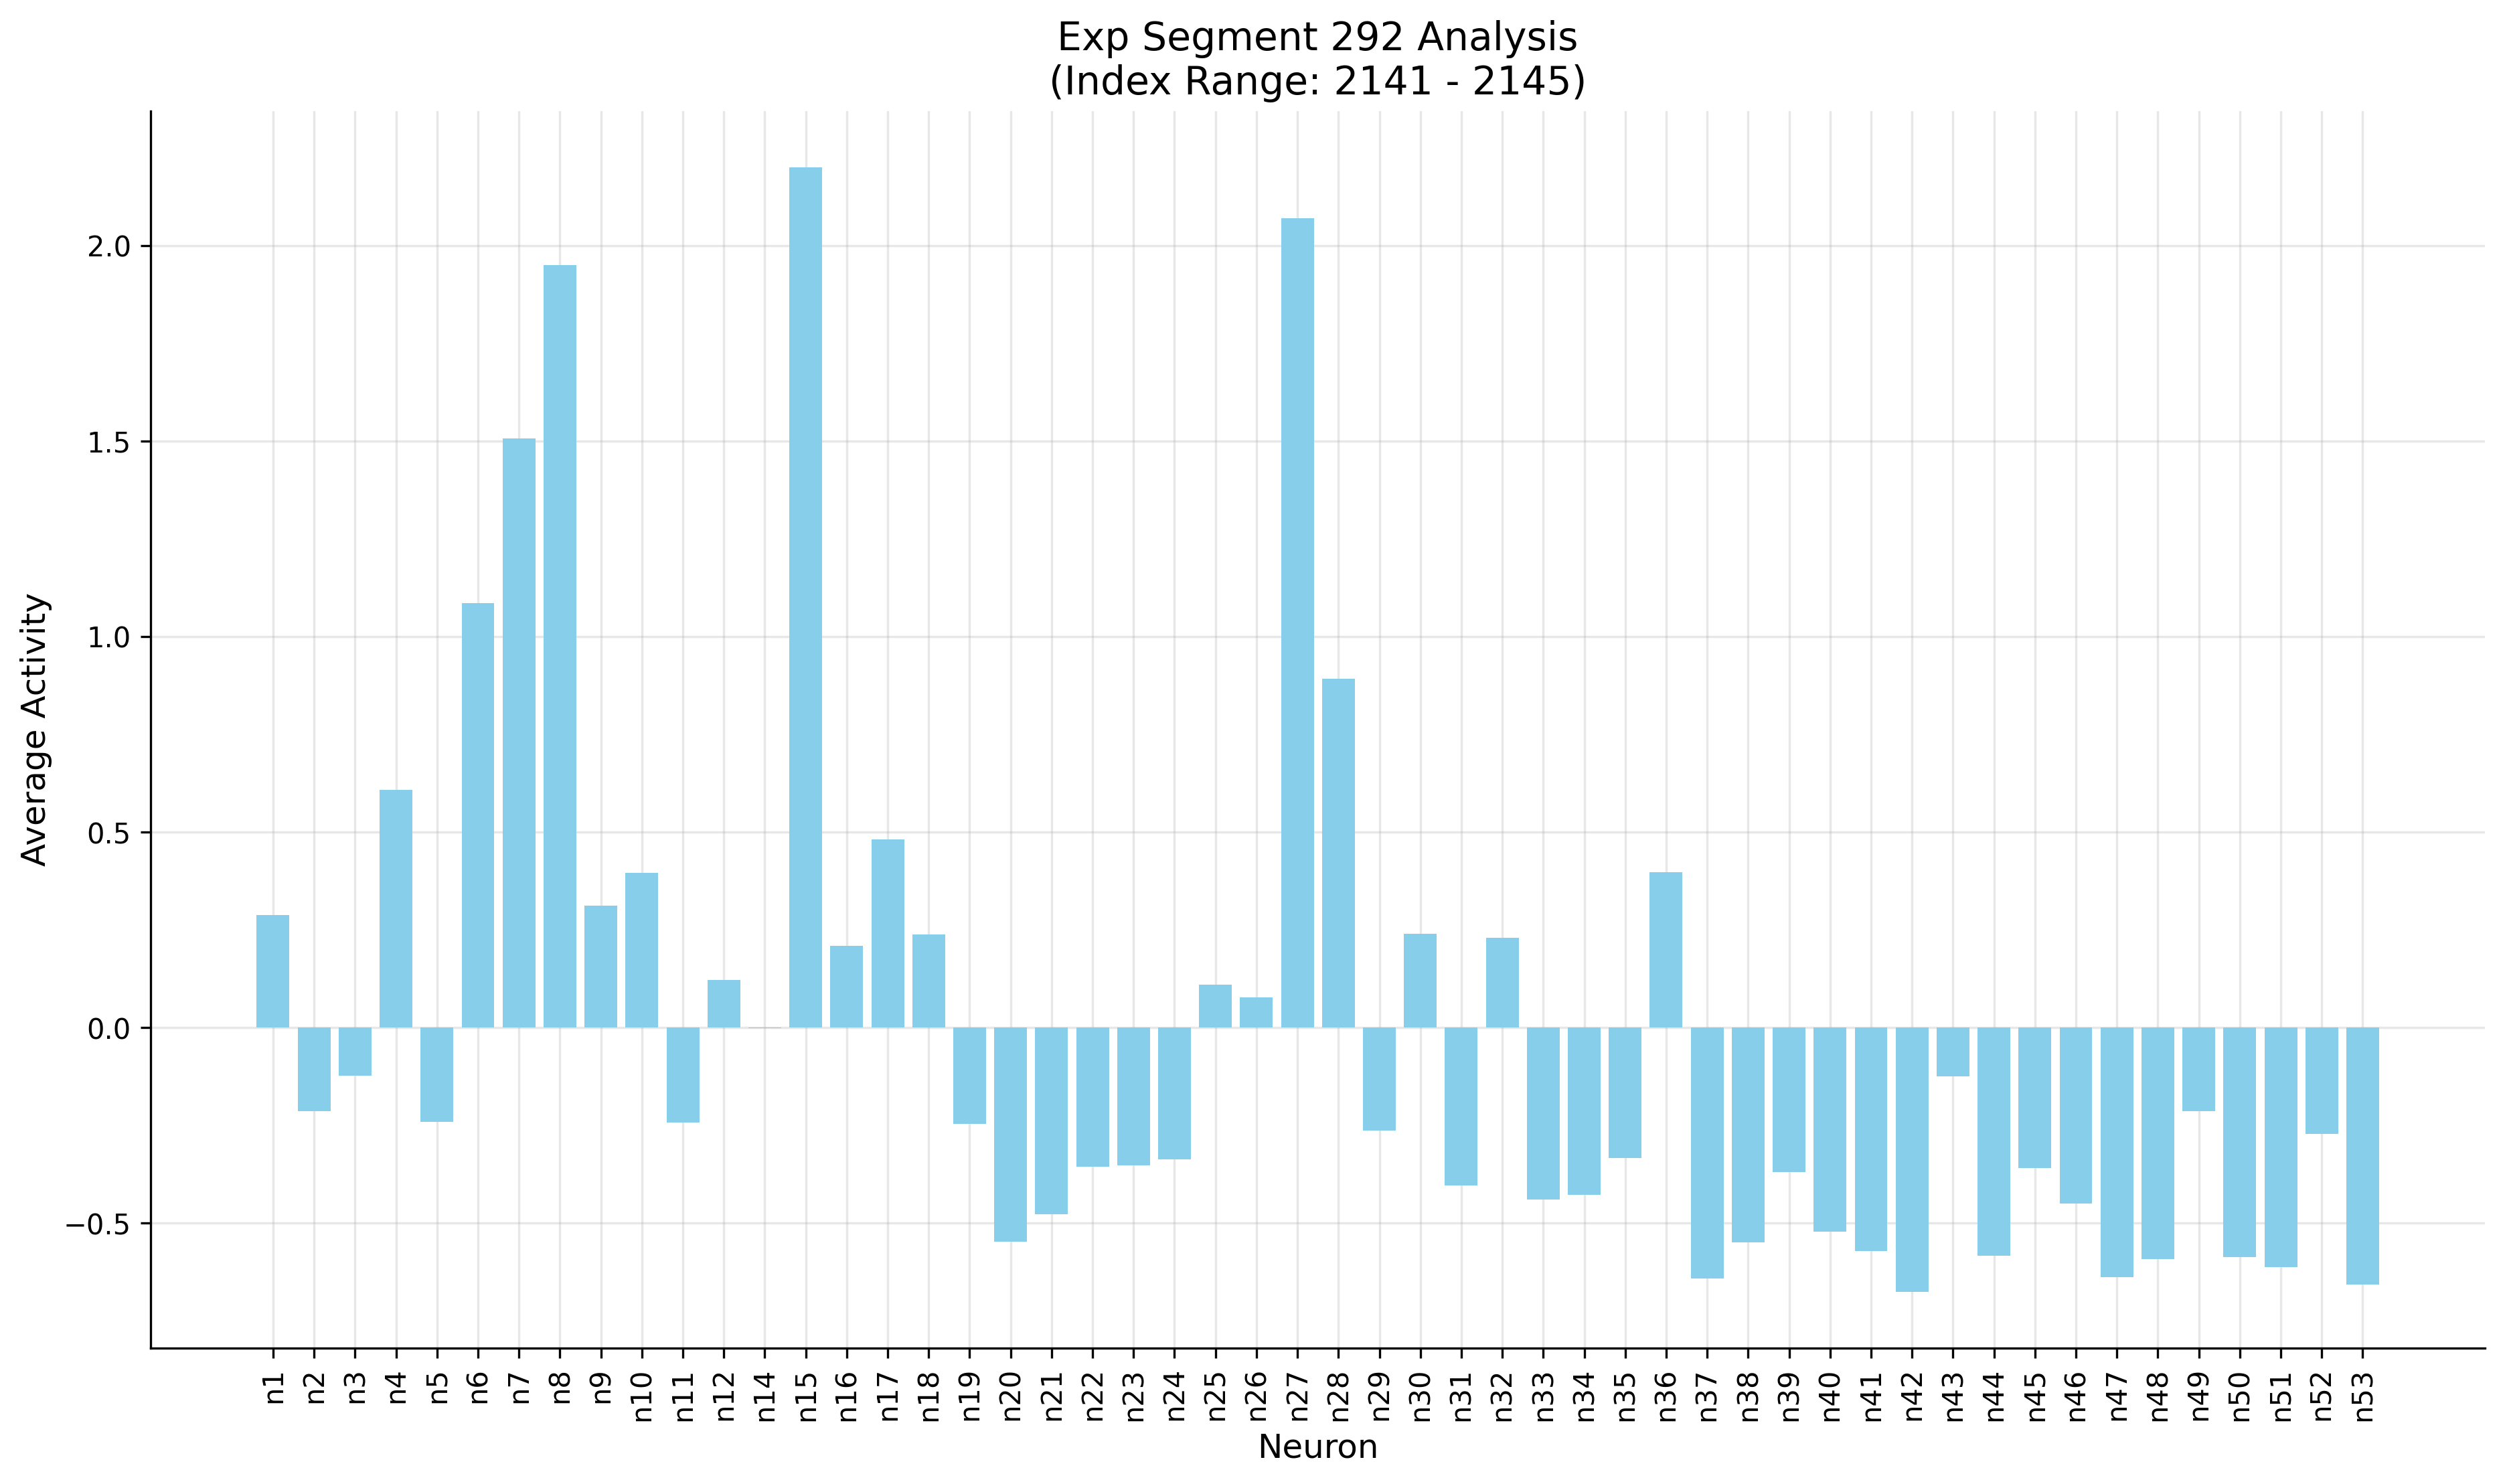 Exp Segment 292 Analysis
(Index Range: 2141 - 2145)
Average Activity
2.0
1.5
1.0
0.5
0.0
−0.5
n1
n2
n3
n4
n5
n6
n7
n8
n9
n10
n11
n12
n14
n15
n16
n17
n18
n19
n20
n21
n22
n23
n24
n25
n26
n27
n28
n29
n30
n31
n32
n33
n34
n35
n36
n37
n38
n39
n40
n41
n42
n43
n44
n45
n46
n47
n48
n49
n50
n51
n52
n53
Neuron